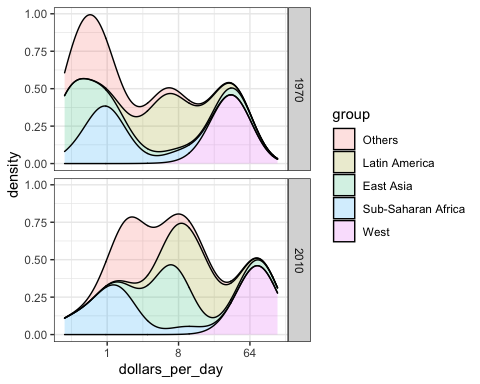 density
1.00
0.75
0.50
0.25
0.00
1970
1.00
0.75
0.50
0.25
0.00
2010
1 8 64
dollars_per_day
group
Others
Latin America
East Asia
Sub-Saharan Africa
West